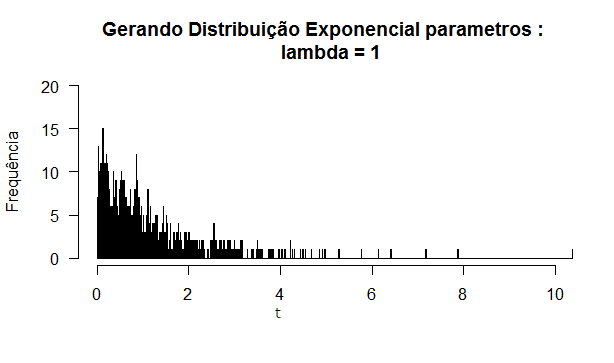 Gerando Distribuição Exponencial parametros :
lambda = 1
Frequência
20
15
10
5
0
0 2 4 6 8 10
t